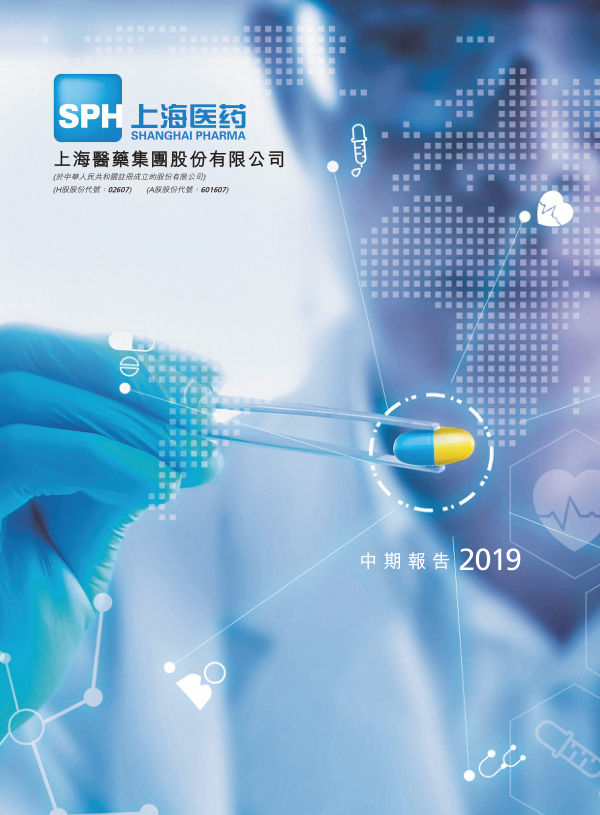 SPH 上海医药
SHANGHAI PHARMA
上海醫藥集團股份有限公司
(於中華人民共和國註冊成立的股份有限公司)
(H股股份代號：02607) (A股股份代號：601607)
中期報告 2019